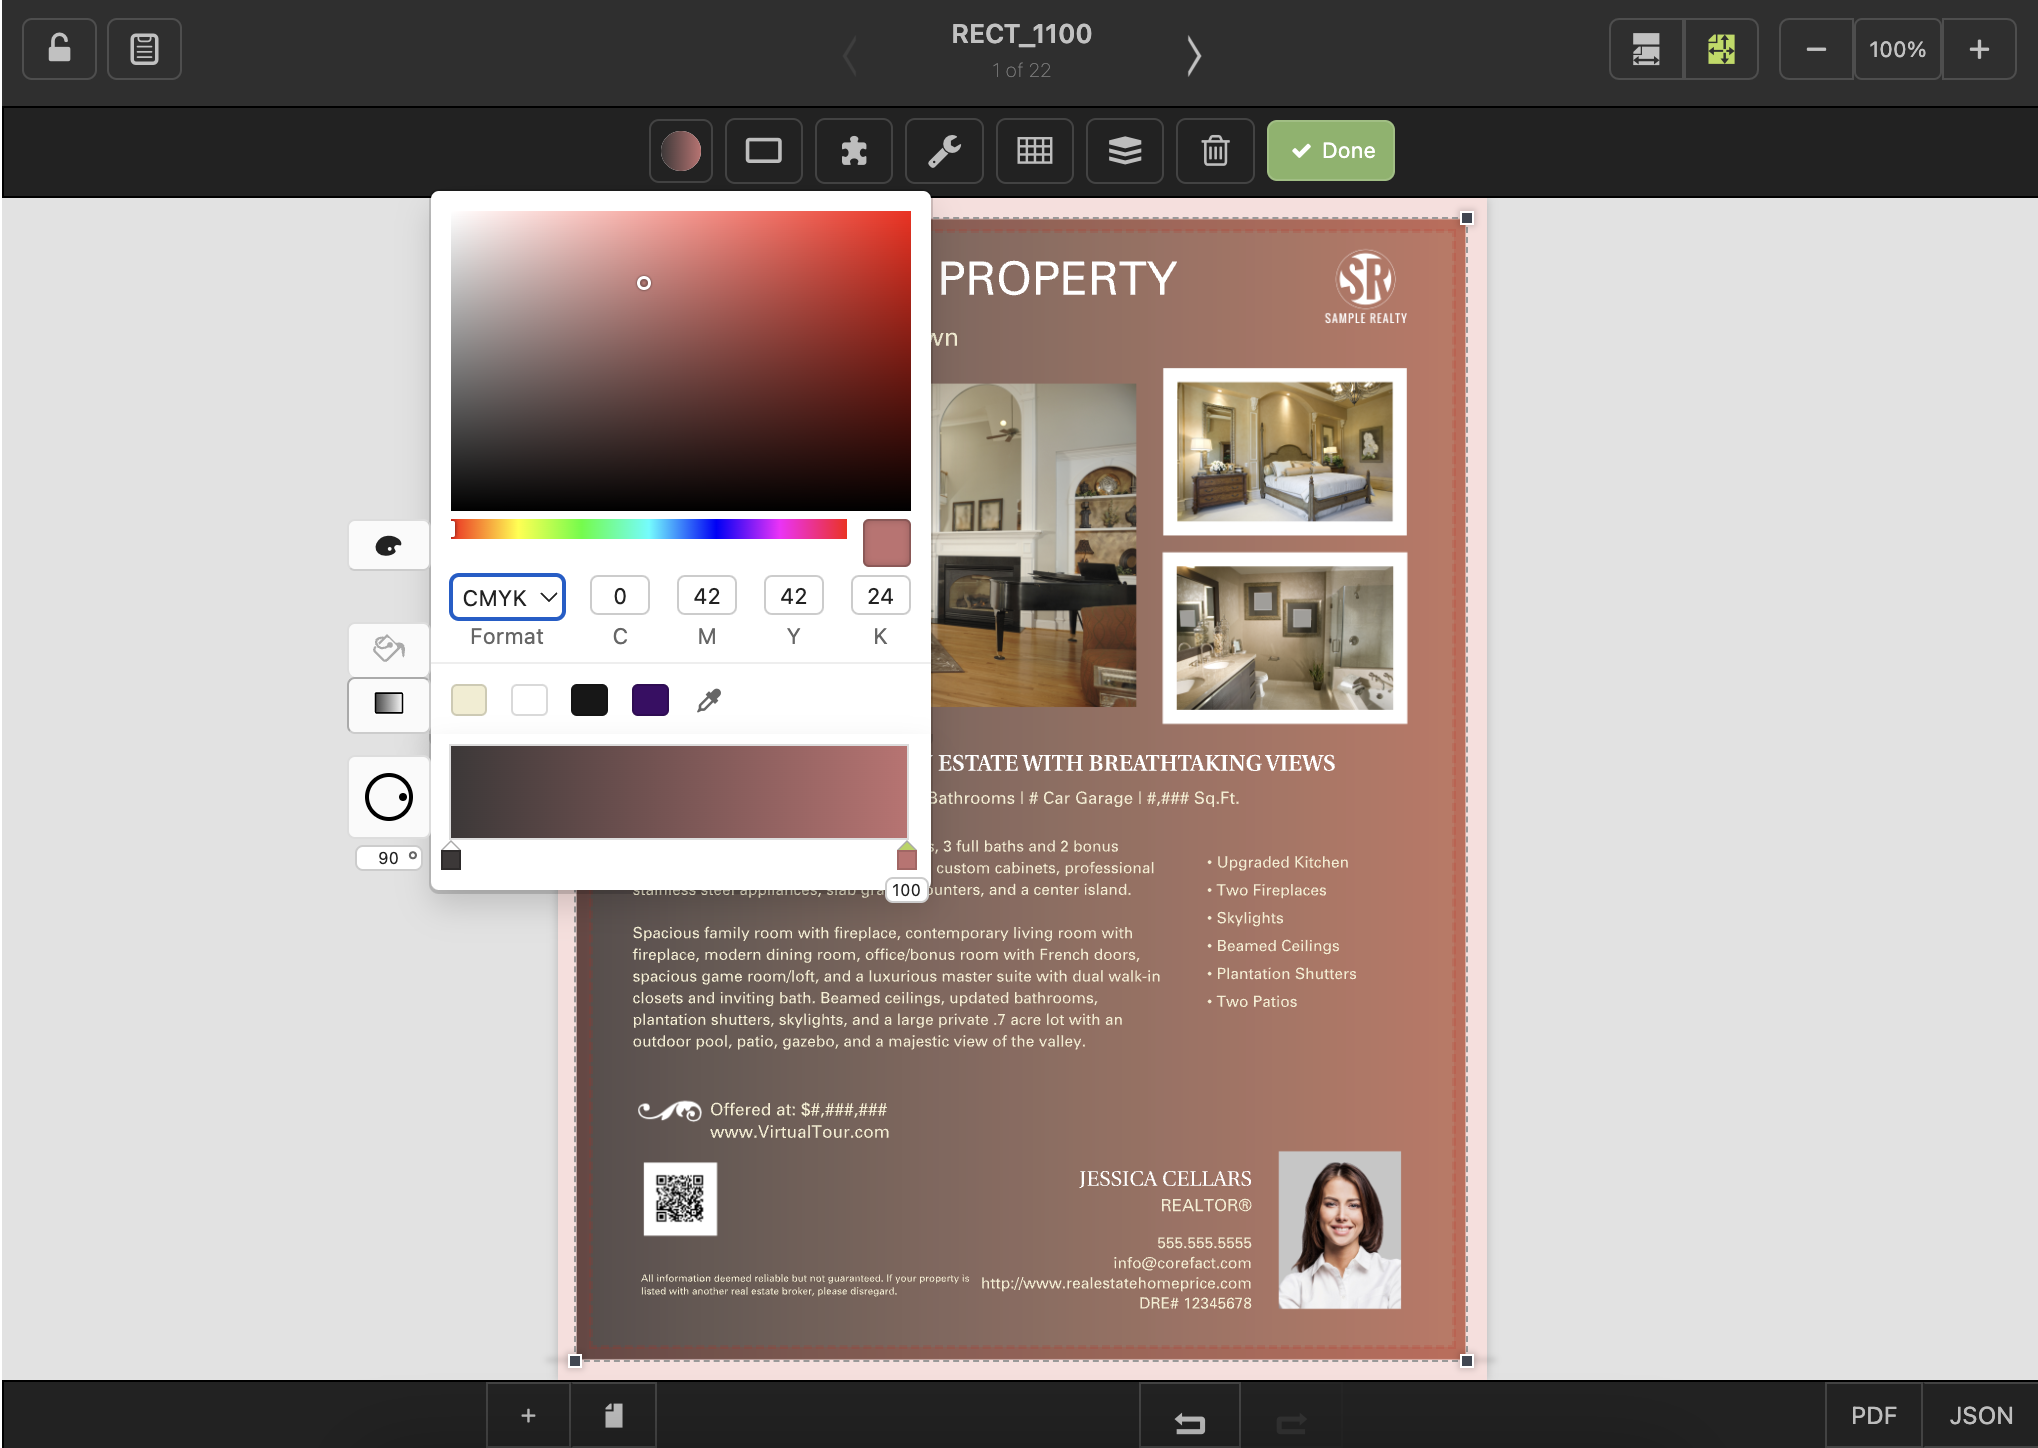 RECT_1100
1 of 22
100%
Done
PROPERTY
SR
SAMPLE REALTY
wn
CMYK
0
42
42
24
Format
C
M
Y
K
90 °
100
ESTATE WITH BREATHTAKING VIEWS
Bathrooms | # Car Garage | #,### Sq.Ft.
s, 3 full baths and 2 bonus
custom cabinets, professional
stainless steel appliances, slab gra unters, and a center island.
Spacious family room with fireplace, contemporary living room with
fireplace, modern dining room, office/bonus room with French doors,
spacious game room/loft, and a luxurious master suite with dual walk-in
closets and inviting bath. Beamed ceilings, updated bathrooms,
plantation shutters, skylights, and a large private .7 acre lot with an
outdoor pool, patio, gazebo, and a majestic view of the valley.
• Upgraded Kitchen
• Two Fireplaces
• Skylights
• Beamed Ceilings
• Plantation Shutters
• Two Patios
Offered at: $#,###,###
www.VirtualTour.com
JESSICA CELLARS
REALTOR®
555.555.5555
info@corefact.com
http://www.realestatehomeprice.com
DRE# 12345678
All information deemed reliable but not guaranteed. If your property is
listed with another real estate broker, please disregard.
PDF
JSON